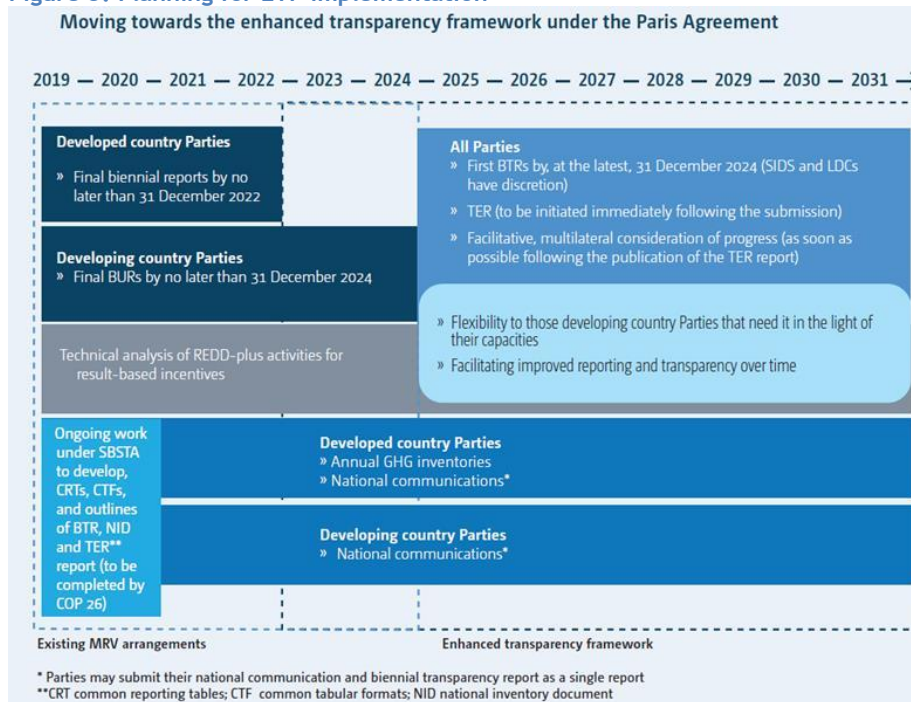 Moving towards the enhanced transparency framework under the Paris Agreement
2019 — 2020 — 2021 — 2022 — 2023 — 2024 — 2025 — 2026 — 2027 — 2028 — 2029 — 2030 — 2031 —
Developed country Parties
» Final biennial reports by no
later than 31 December 2022
Developing country Parties
» Final BURs by no later than 31 December 2024
Technical analysis of REDD-plus activities for
result-based incentives
All Parties
» First BTRs by, at the latest, 31 December 2024 (SIDS and LDCs
have discretion)
» TER (to be initiated immediately following the submission)
» Facilitative, multilateral consideration of progress (as soon as
possible following the publication of the TER report)
» Flexibility to those developing country Parties that need it in the light of
their capacities
» Facilitating improved reporting and transparency over time
Ongoing work
under SBSTA
to develop,
CRTs, CTFs,
and outlines
of BTR, NID
and TER**
report (to be
completed by
COP 26)
Developed country Parties
» Annual GHG inventories
» National communications*
Developing country Parties
» National communications*
Existing MRV arrangements
Enhanced transparency framework
* Parties may submit their national communication and biennial transparency report as a single report
**CRT common reporting tables; CTF common tabular formats; NID national inventory document